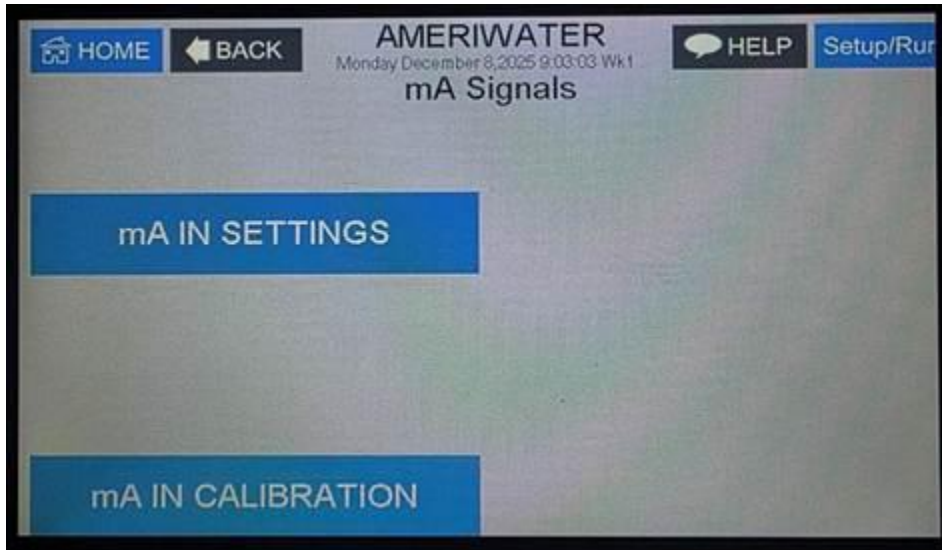 HOME BACK AMERIWATER HELP Setup/Run
Monday December 8,2025 9:03:03 Wk1
mA Signals
mA IN SETTINGS
mA IN CALIBRATION